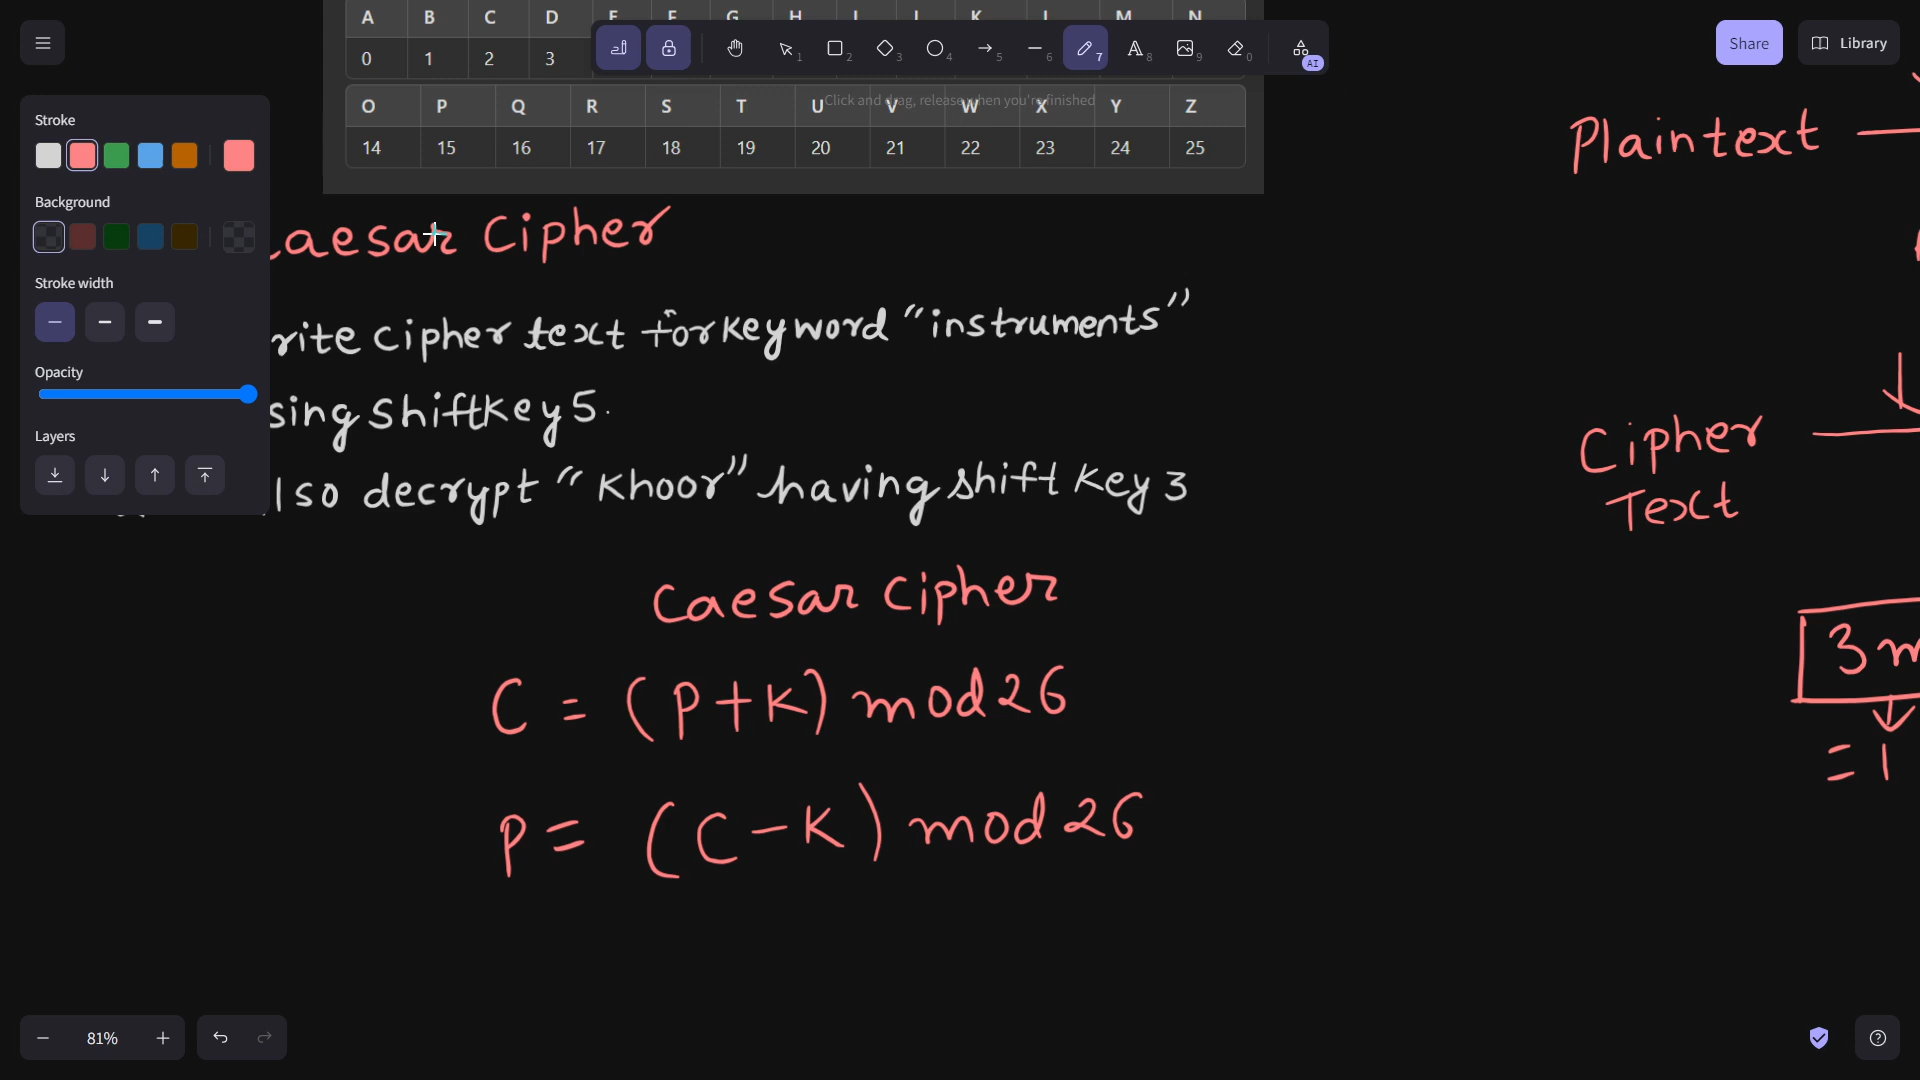 A B C D E F G H I J K L M N
0 1 2 3
Share
Library
Click and drag, release when you're finished
O P Q R S T U V W X Y Z
14 15 16 17 18 19 20 21 22 23 24 25
Stroke
Background
Stroke width
Opacity
Layers
Caesar Cipher
rite cipher text for keyword "instruments"
sing shiftkey 5.
lso decrypt "Khoor" having shift key 3
Caesar Cipher
C = (P+K) mod 26
P = (C-K) mod 26
Plaintext
Cipher
Text
3 m
= 1
81%